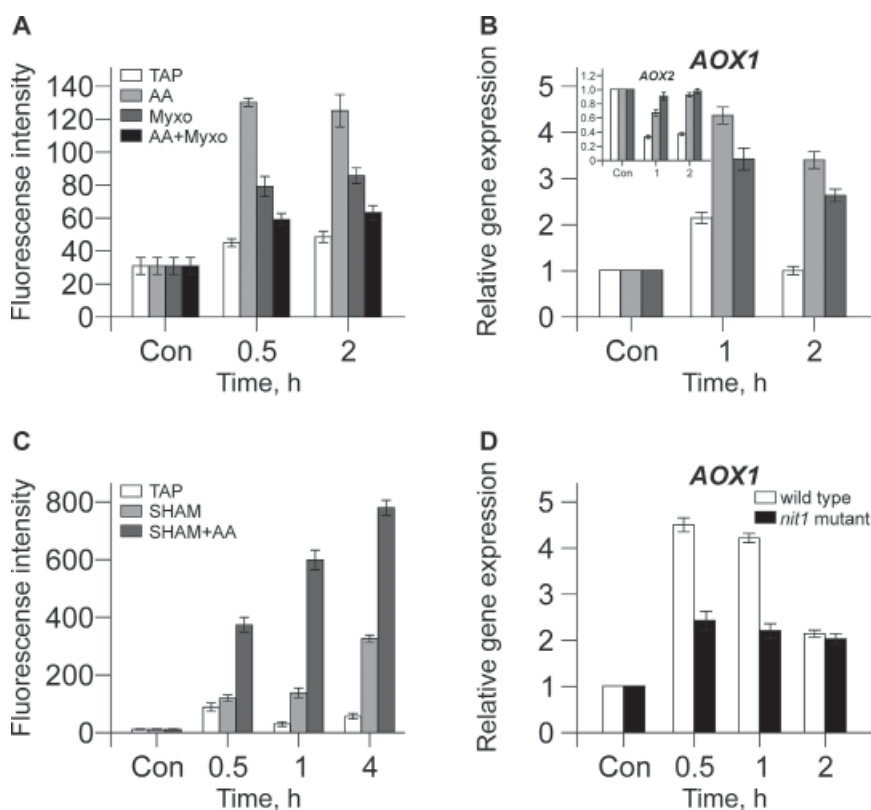 A
Fluorescense intensity
140
120
100
80
60
40
20
0
TAP
AA
Myxo
AA+Myxo
Con 0.5 2
Time, h
B
AOX1
Relative gene expression
5
4
3
2
1
0
AOX2
1.2
1.0
0.8
0.6
0.4
0.2
0
Con 1 2
Con 1 2
Time, h
C
Fluorescense intensity
800
600
400
200
0
TAP
SHAM
SHAM+AA
Con 0.5 1 4
Time, h
D
AOX1
Relative gene expression
5
4
3
2
1
0
wild type
nit1 mutant
Con 0.5 1 2
Time, h